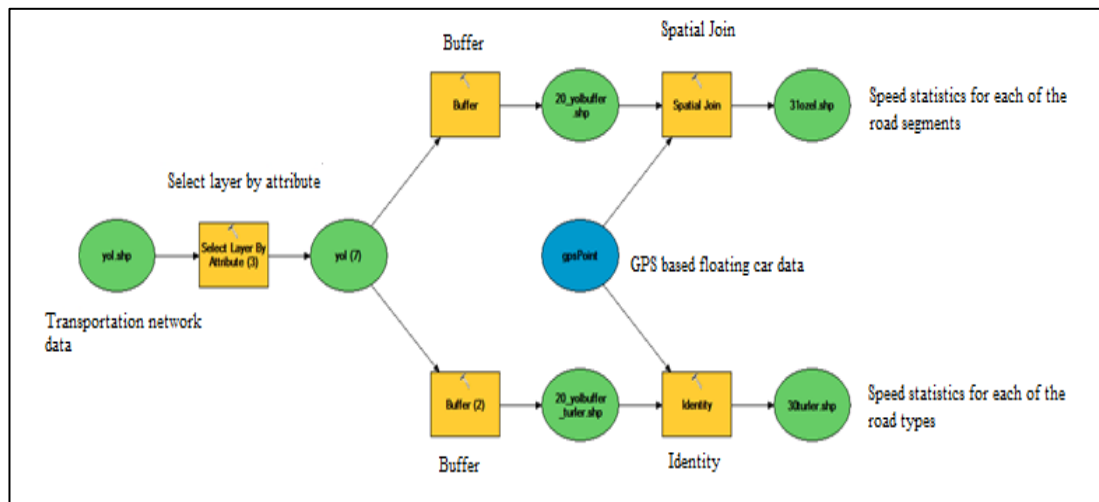 Buffer
Spatial Join
Buffer
20_yolbuffer
.shp
Spatial Join
31ozel.shp
Speed statistics for each of the
road segments
Select layer by attribute
yol.shp
Select Layer By
Attribute (3)
yol (7)
gpsPoint
GPS based floating car data
Transportation network
data
Buffer (2)
20_yolbuffer
_turler.shp
Identity
30turler.shp
Speed statistics for each of the
road types
Buffer
Identity